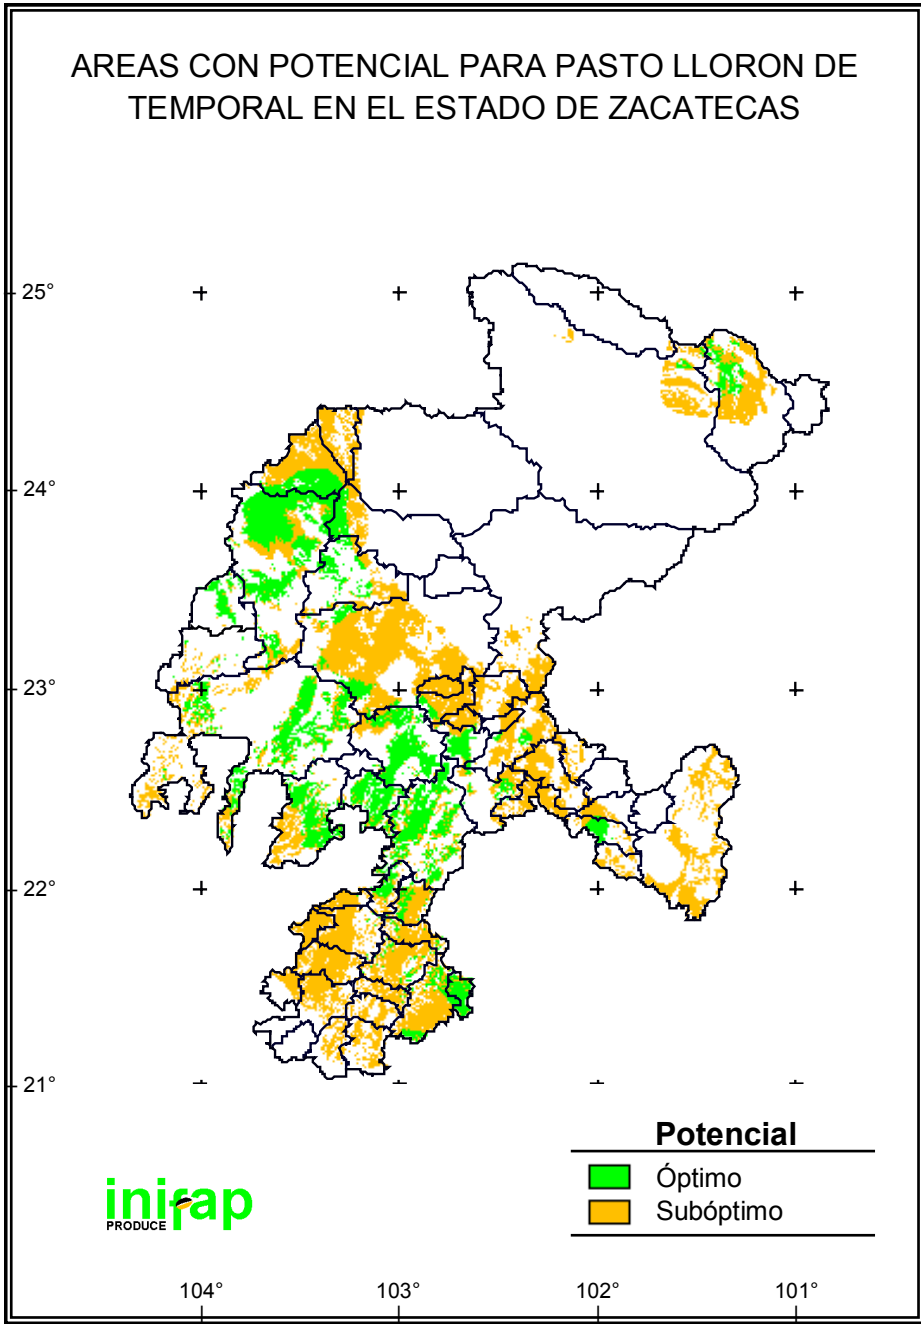 AREAS CON POTENCIAL PARA PASTO LLORON DE
TEMPORAL EN EL ESTADO DE ZACATECAS
25°
24°
23°
22°
21°
Potencial
Óptimo
Subóptimo
inifap
PRODUCE
104°
103°
102°
101°